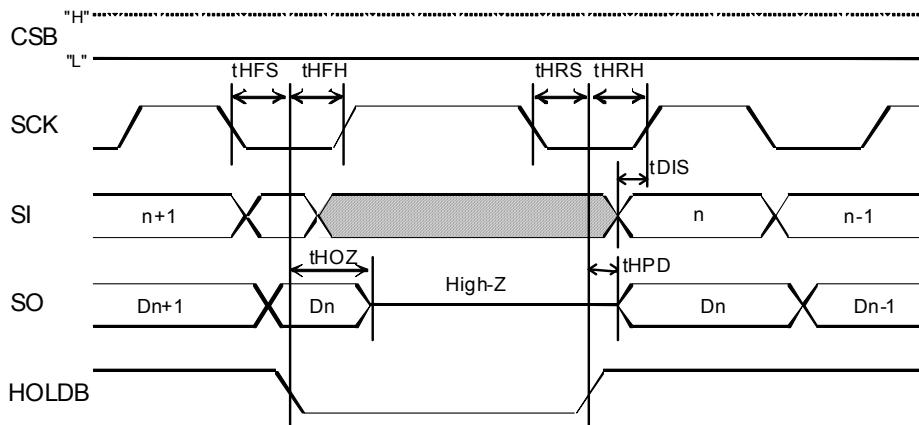 "H"
CSB
"L"
tHFS tHFH tHRS tHRH
SCK
tDIS
SI n+1 n n-1
tHOZ High-Z tHPD
SO Dn+1 Dn Dn Dn-1
HOLDB